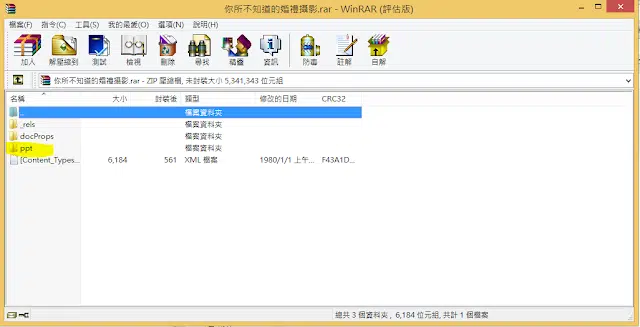 你所不知道的婚禮攝影.rar - WinRAR (評估版)
檔案(F) 指令(C) 工具(S) 我的最愛(O) 選項(N) 說明(H)
加入 解壓縮到 測試 檢視 刪除 尋找 精靈 資訊 防毒 註解 自解
你所不知道的婚禮攝影.rar - ZIP 壓縮檔, 未封裝大小 5,341,343 位元組
名稱 大小 封裝後 類型 修改的日期 CRC32
.. 檔案資料夾
_rels 檔案資料夾
docProps 檔案資料夾
ppt 檔案資料夾
[Content_Types... 6,184 561 XML 檔案 1980/1/1 上午... F43A1D...
總共 3 個資料夾, 6,184 位元組, 共計 1 個檔案